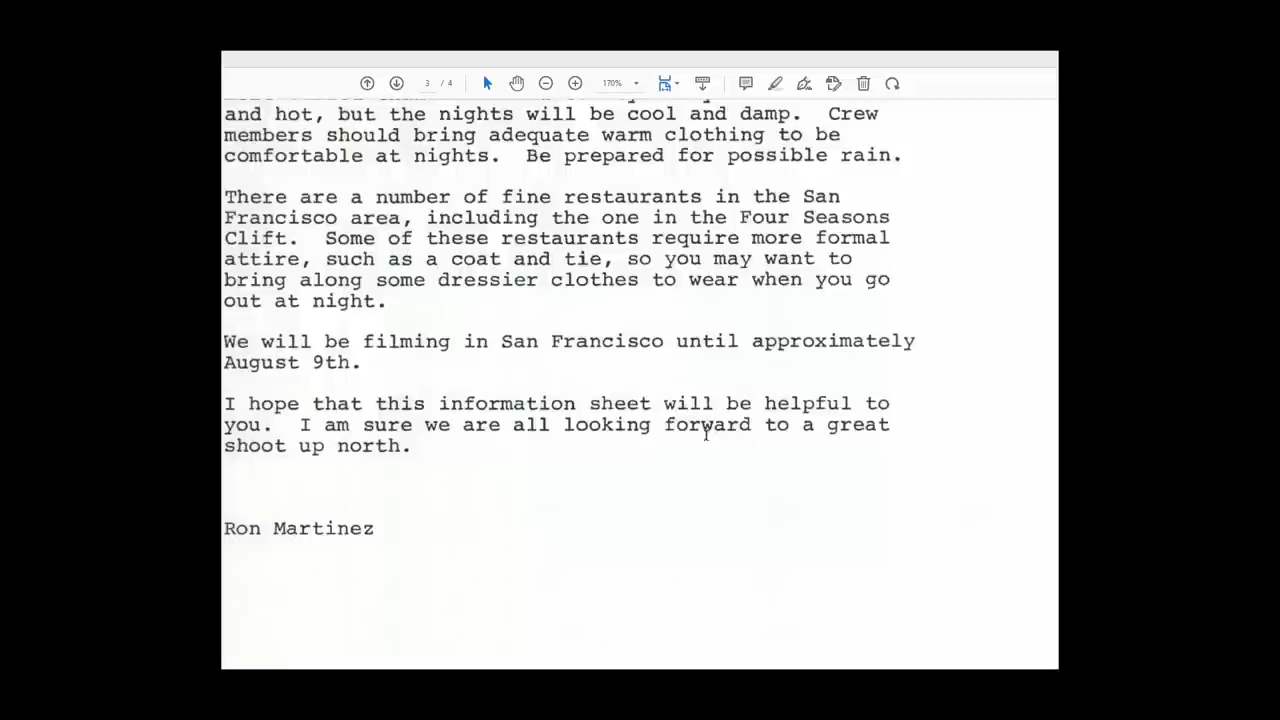 3 / 4
170%
and hot, but the nights will be cool and damp. Crew
members should bring adequate warm clothing to be
comfortable at nights. Be prepared for possible rain.
There are a number of fine restaurants in the San
Francisco area, including the one in the Four Seasons
Clift. Some of these restaurants require more formal
attire, such as a coat and tie, so you may want to
bring along some dressier clothes to wear when you go
out at night.
We will be filming in San Francisco until approximately
August 9th.
I hope that this information sheet will be helpful to
you. I am sure we are all looking forward to a great
shoot up north.
Ron Martinez